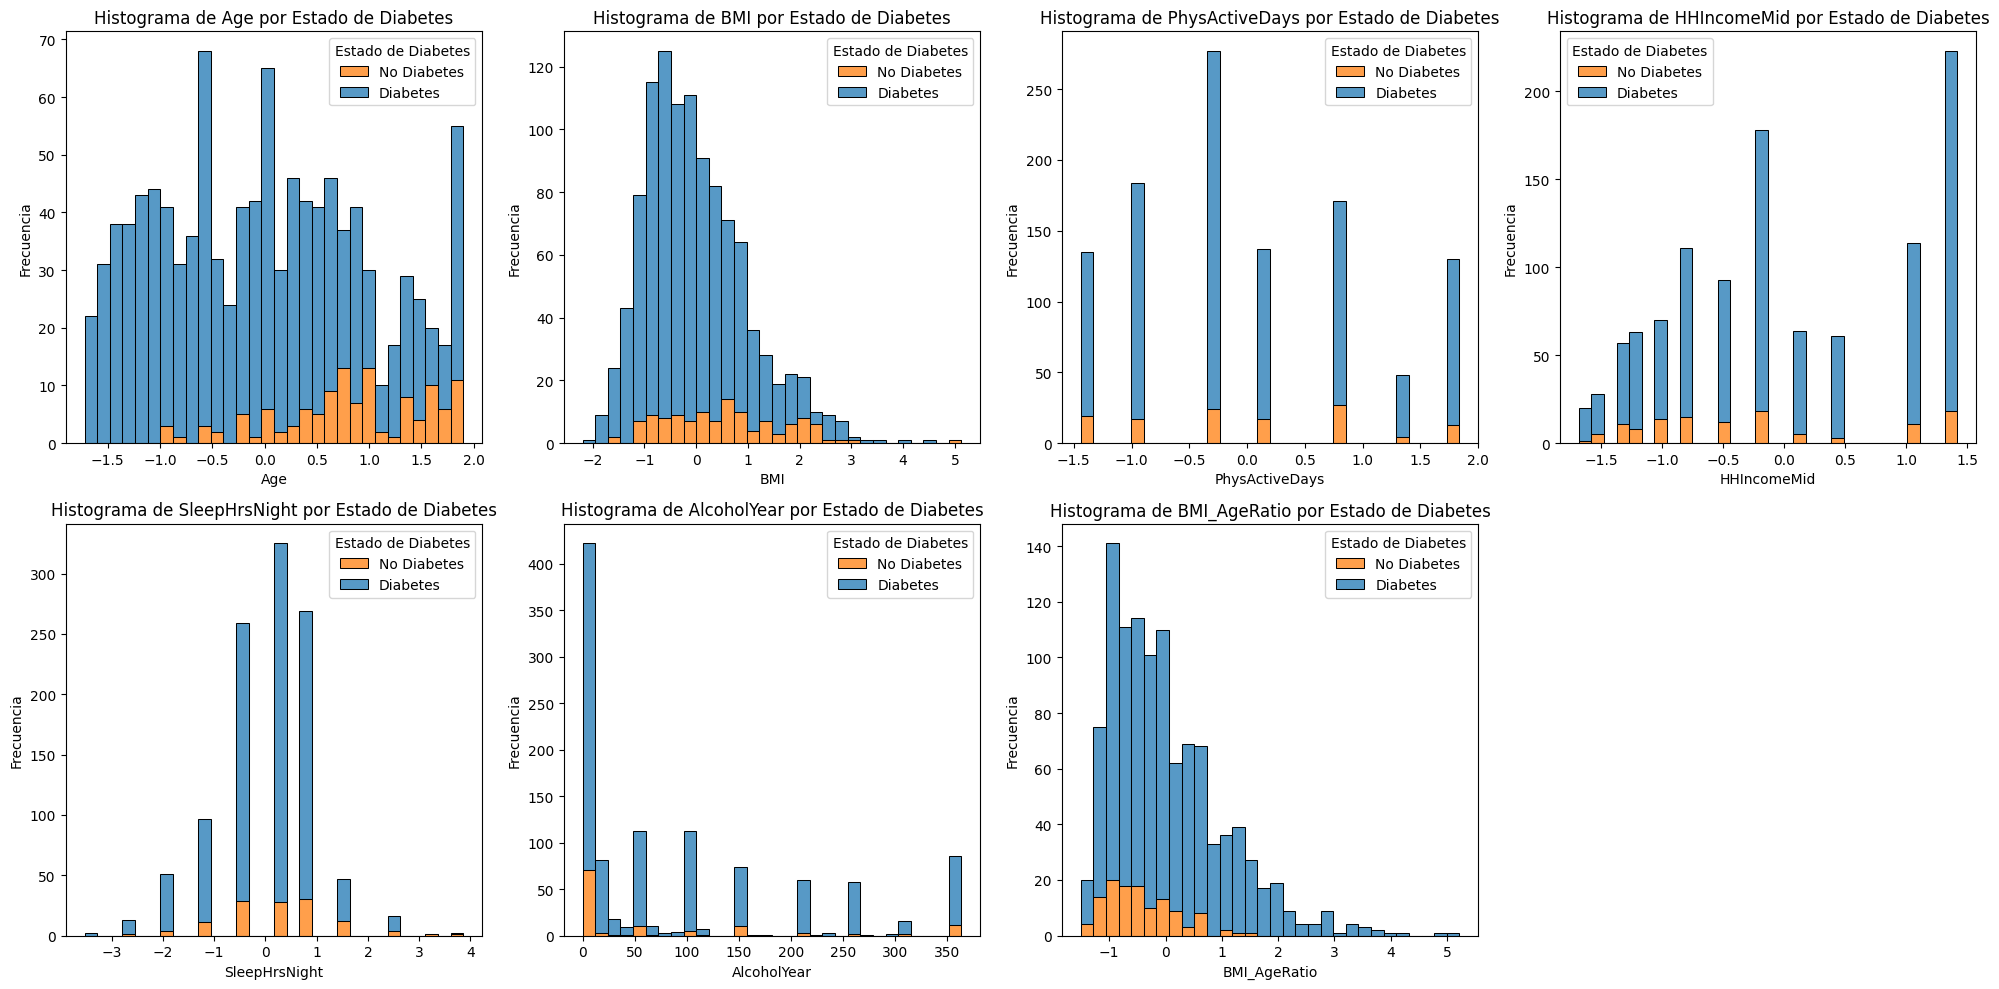 Histograma de Age por Estado de Diabetes
70
60
50
40
30
20
10
0
Frecuencia
Estado de Diabetes
No Diabetes
Diabetes
−1.5 −1.0 −0.5 0.0 0.5 1.0 1.5 2.0
Age
Histograma de BMI por Estado de Diabetes
120
100
80
60
40
20
0
Frecuencia
Estado de Diabetes
No Diabetes
Diabetes
−2 −1 0 1 2 3 4 5
BMI
Histograma de PhysActiveDays por Estado de Diabetes
250
200
150
100
50
0
Frecuencia
Estado de Diabetes
No Diabetes
Diabetes
−1.5 −1.0 −0.5 0.0 0.5 1.0 1.5 2.0
PhysActiveDays
Histograma de HHIncomeMid por Estado de Diabetes
200
150
100
50
0
Frecuencia
Estado de Diabetes
No Diabetes
Diabetes
−1.5 −1.0 −0.5 0.0 0.5 1.0 1.5
HHIncomeMid
Histograma de SleepHrsNight por Estado de Diabetes
300
250
200
150
100
50
0
Frecuencia
Estado de Diabetes
No Diabetes
Diabetes
−3 −2 −1 0 1 2 3 4
SleepHrsNight
Histograma de AlcoholYear por Estado de Diabetes
400
350
300
250
200
150
100
50
0
Frecuencia
Estado de Diabetes
No Diabetes
Diabetes
0 50 100 150 200 250 300 350
AlcoholYear
Histograma de BMI_AgeRatio por Estado de Diabetes
140
120
100
80
60
40
20
0
Frecuencia
Estado de Diabetes
No Diabetes
Diabetes
−1 0 1 2 3 4 5
BMI_AgeRatio